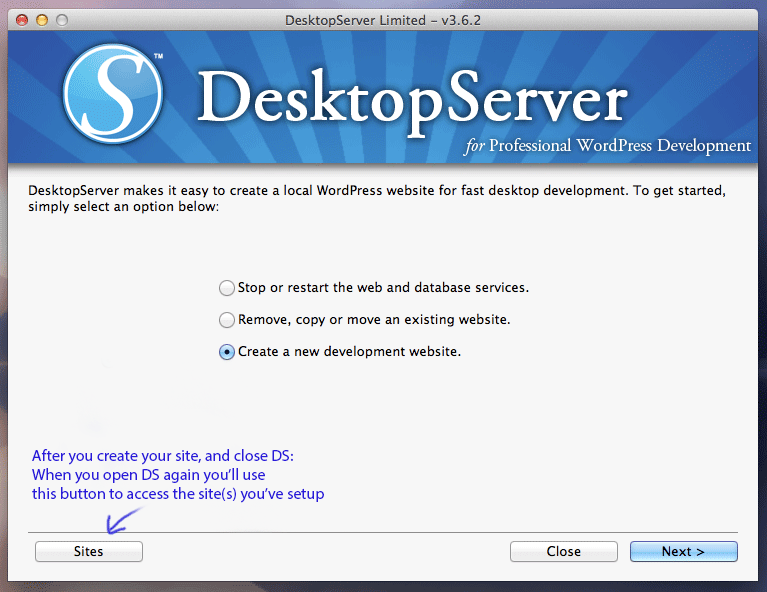 DesktopServer Limited – v3.6.2
S™
DesktopServer
for Professional WordPress Development
DesktopServer makes it easy to create a local WordPress website for fast desktop development. To get started,
simply select an option below:
Stop or restart the web and database services.
Remove, copy or move an existing website.
Create a new development website.
After you create your site, and close DS:
When you open DS again you'll use
this button to access the site(s) you've setup
Sites
Close
Next >